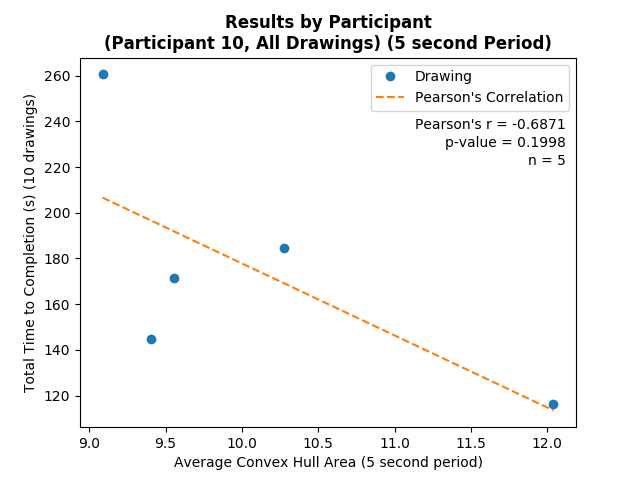 Results by Participant
(Participant 10, All Drawings) (5 second Period)
Drawing
Pearson's Correlation
Pearson's r = -0.6871
p-value = 0.1998
n = 5
Total Time to Completion (s) (10 drawings)
260
240
220
200
180
160
140
120
9.0
9.5
10.0
10.5
11.0
11.5
12.0
Average Convex Hull Area (5 second period)